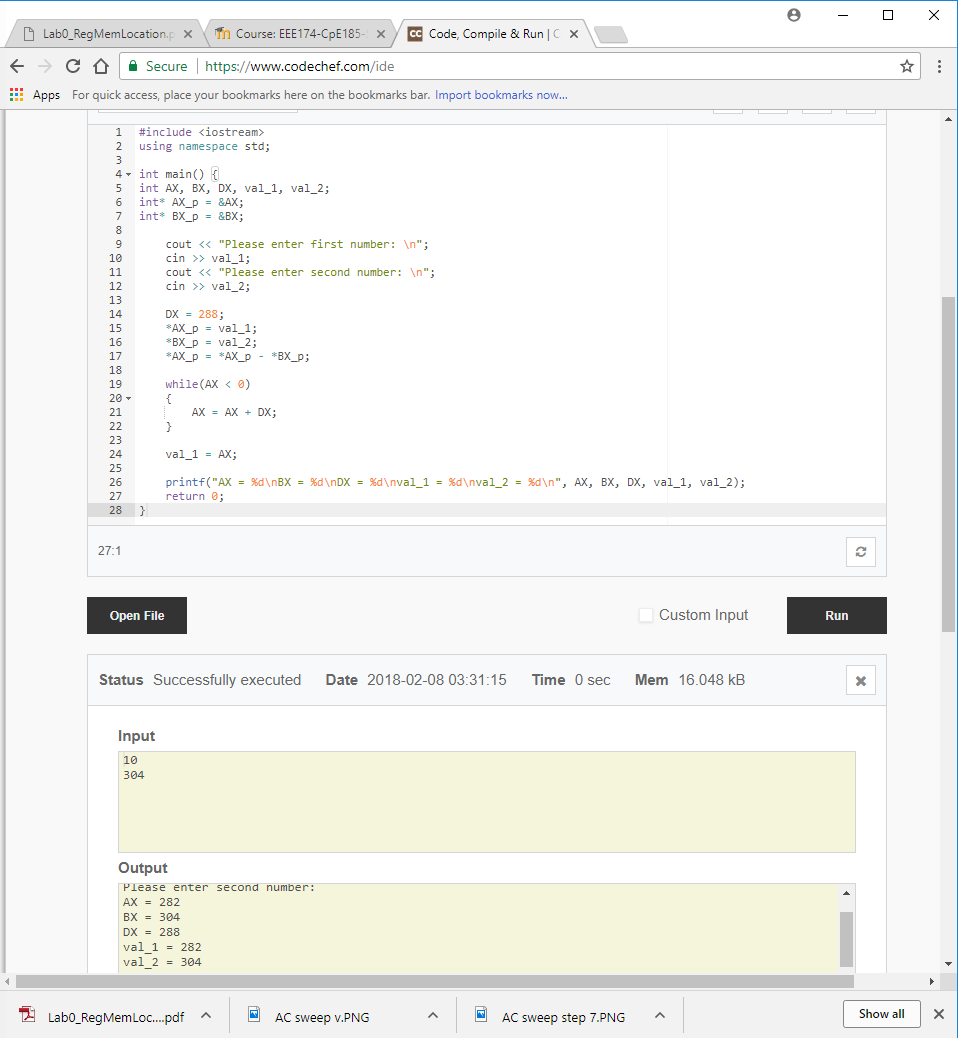 Lab0_RegMemLocation.p
Course: EEE174-CpE185-
CC Code, Compile & Run | C
Secure https://www.codechef.com/ide
Apps For quick access, place your bookmarks here on the bookmarks bar. Import bookmarks now...
1 #include <iostream>
2 using namespace std;
3
4 int main() {
5 int AX, BX, DX, val_1, val_2;
6 int* AX_p = &AX;
7 int* BX_p = &BX;
8
9 cout << "Please enter first number: \n";
10 cin >> val_1;
11 cout << "Please enter second number: \n";
12 cin >> val_2;
13
14 DX = 288;
15 *AX_p = val_1;
16 *BX_p = val_2;
17 *AX_p = *AX_p - *BX_p;
18
19 while(AX < 0)
20 {
21 AX = AX + DX;
22 }
23
24 val_1 = AX;
25
26 printf("AX = %d\nBX = %d\nDX = %d\nval_1 = %d\nval_2 = %d\n", AX, BX, DX, val_1, val_2);
27 return 0;
28 }
27:1
Open File Custom Input Run
Status Successfully executed Date 2018-02-08 03:31:15 Time 0 sec Mem 16.048 kB
Input
10
304
Output
Please enter second number:
AX = 282
BX = 304
DX = 288
val_1 = 282
val_2 = 304
Lab0_RegMemLoc....pdf AC sweep v.PNG AC sweep step 7.PNG Show all